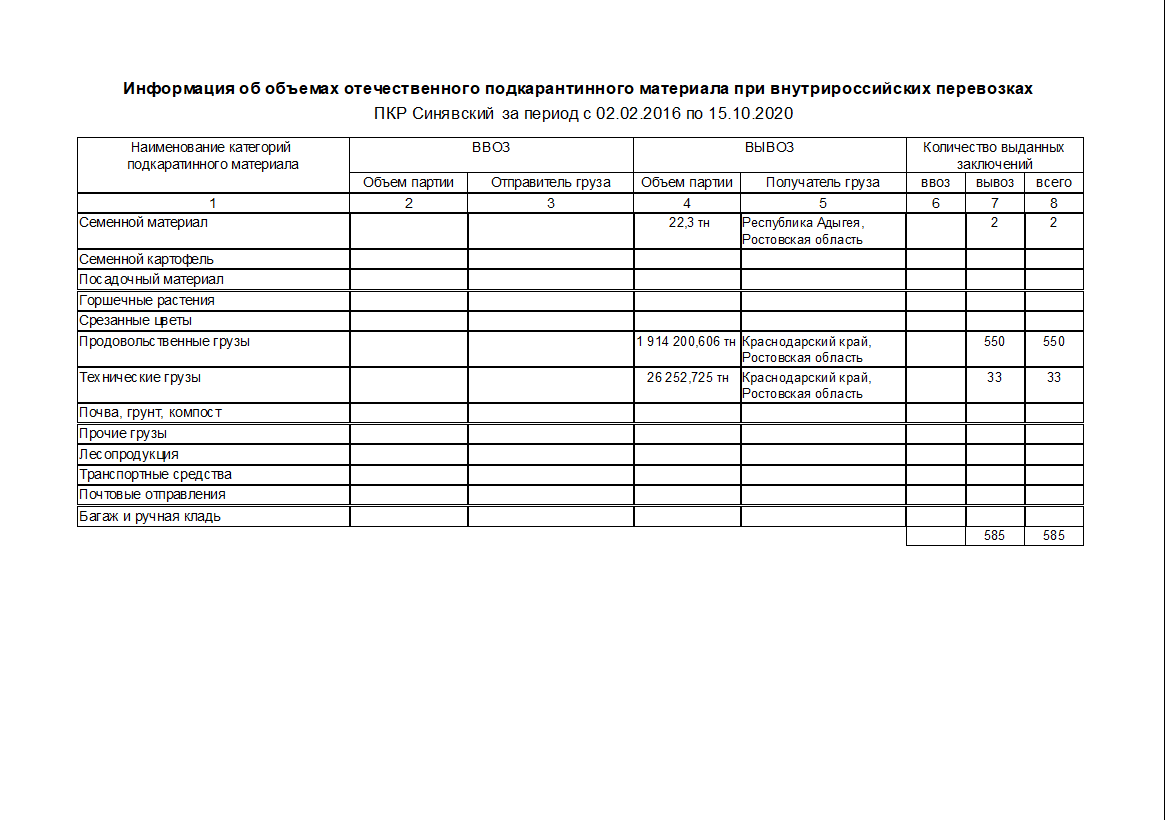 Информация об объемах отечественного подкарантинного материала при внутрироссийских перевозках
ПКР Синявский за период с 02.02.2016 по 15.10.2020
Наименование категорий
подкаратинного материала
ВВОЗ
ВЫВОЗ
Количество выданных
заключений
Объем партии
Отправитель груза
Объем партии
Получатель груза
ввоз
вывоз
всего
1
2
3
4
5
6
7
8
Семенной материал
22,3 тн
Республика Адыгея,
Ростовская область
2
2
Семенной картофель
Посадочный материал
Горшечные растения
Срезанные цветы
Продовольственные грузы
1 914 200,606 тн
Краснодарский край,
Ростовская область
550
550
Технические грузы
26 252,725 тн
Краснодарский край,
Ростовская область
33
33
Почва, грунт, компост
Прочие грузы
Лесопродукция
Транспортные средства
Почтовые отправления
Багаж и ручная кладь
585
585